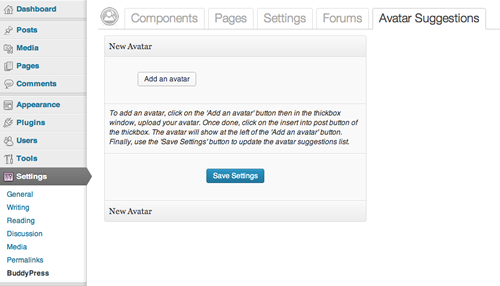 Dashboard
Posts
Media
Pages
Comments
Appearance
Plugins
Users
Tools
Settings
General
Writing
Reading
Discussion
Media
Permalinks
BuddyPress
Components
Pages
Settings
Forums
Avatar Suggestions
New Avatar
Add an avatar
To add an avatar, click on the 'Add an avatar' button then in the thickbox
window, upload your avatar. Once done, click on the insert into post button of
the thickbox. The avatar will show at the left of the 'Add an avatar' button.
Finally, use the 'Save Settings' button to update the avatar suggestions list.
Save Settings
New Avatar